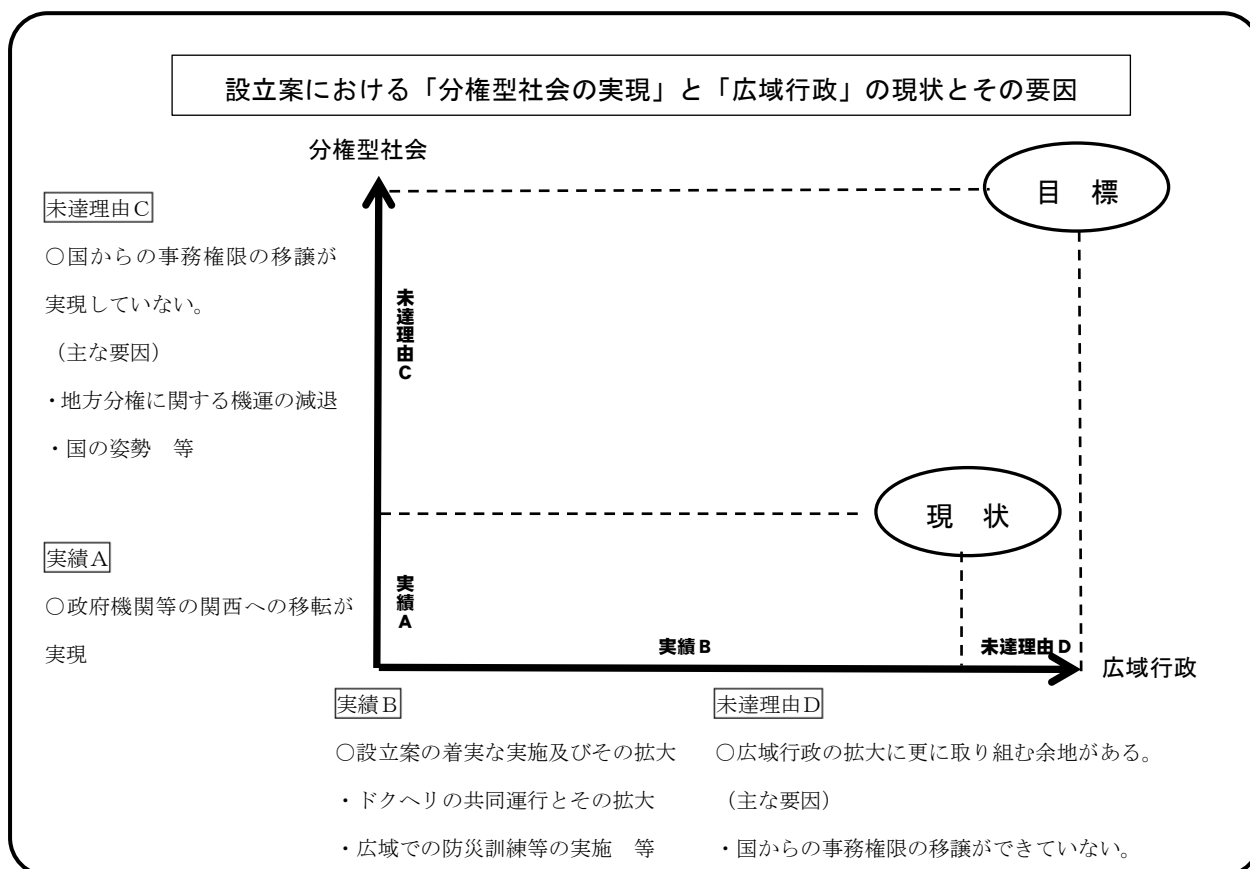 設立案における「分権型社会の実現」と「広域行政」の現状とその要因
分権型社会
目 標
未達理由C
○国からの事務権限の移譲が
実現していない。
（主な要因）
・地方分権に関する機運の減退
・国の姿勢 等
未達理由C
現 状
実績A
○政府機関等の関西への移転が
実現
実績A
実績B
未達理由D
広域行政
実績B
○設立案の着実な実施及びその拡大
・ドクヘリの共同運行とその拡大
・広域での防災訓練等の実施 等
未達理由D
○広域行政の拡大に更に取り組む余地がある。
（主な要因）
・国からの事務権限の移譲ができていない。